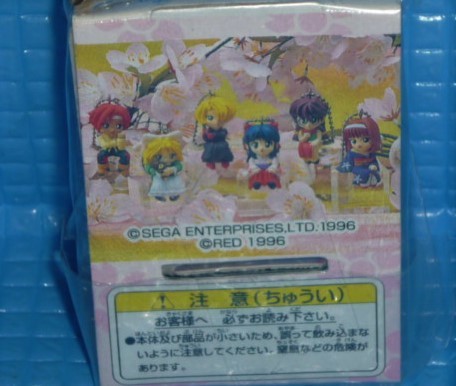 ©SEGA ENTERPRISES,LTD.1996
©RED 1996
注 意(ちゅうい)
お客様へ 必ずお読み下さい。
●本体及び部品が小さいため、誤って飲み込まな
いように注意してください。窒息などの危険が
あります。